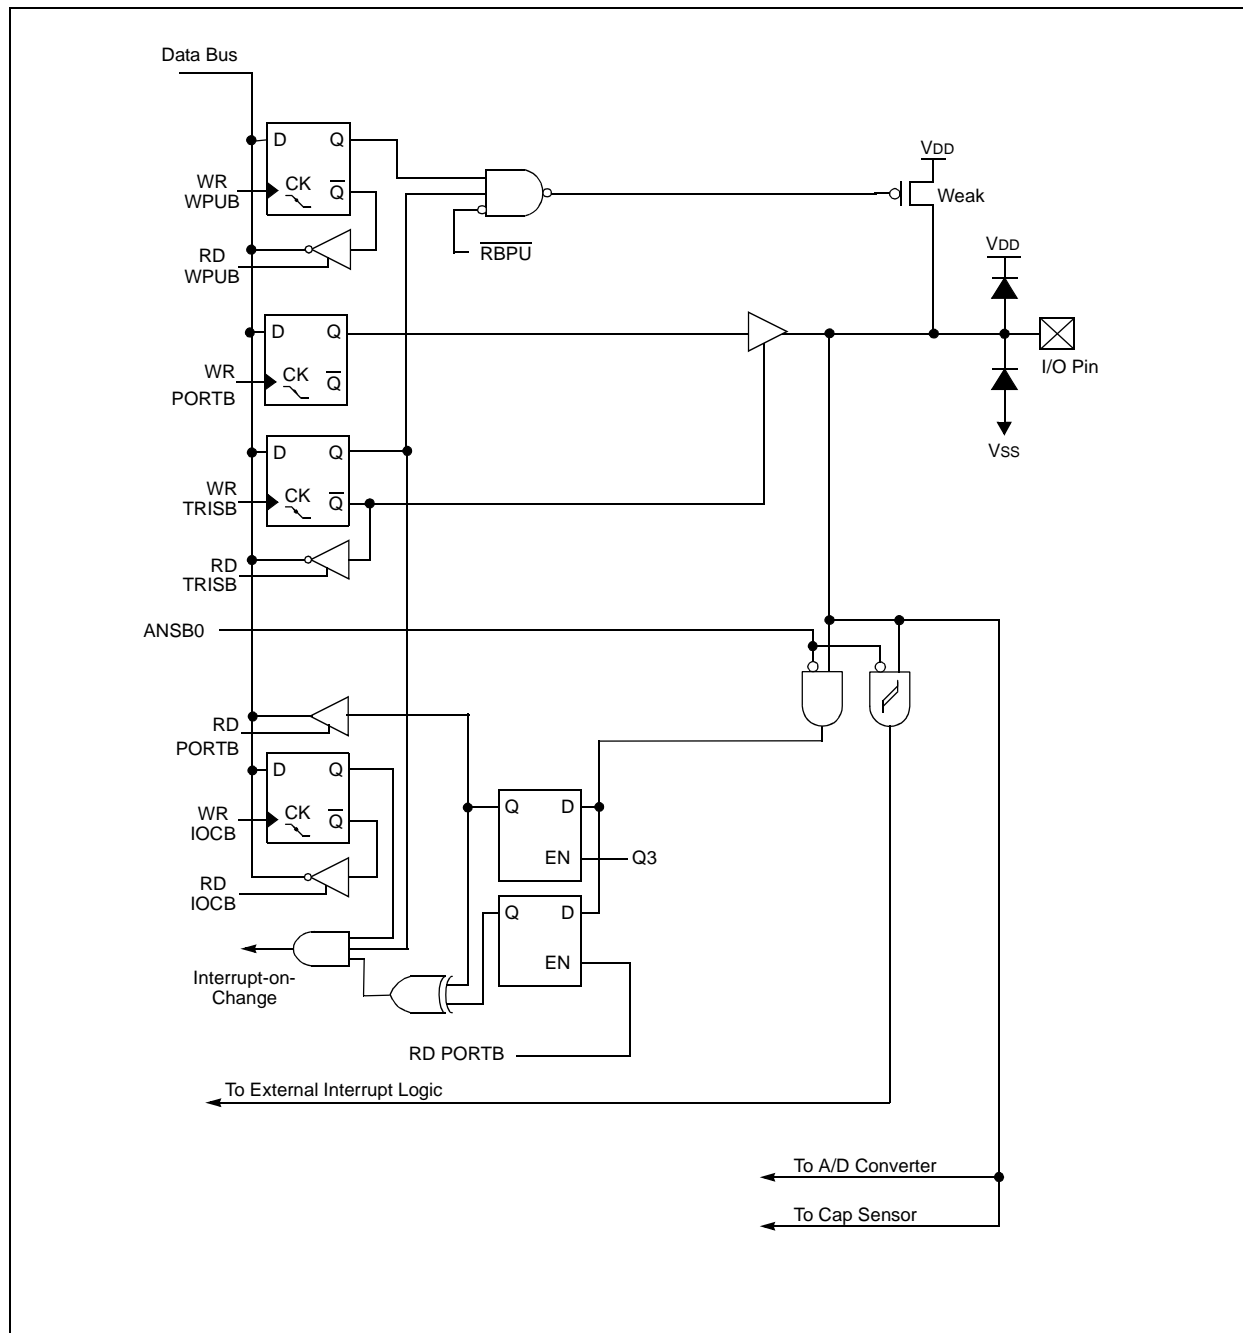 Data Bus
D Q
VDD
WR
WPUB
CK
Q̅
Weak
RD
WPUB
R̅B̅P̅U̅
VDD
D Q
WR
PORTB
CK
Q̅
I/O Pin
D Q
VSS
WR
TRISB
CK
Q̅
RD
TRISB
ANSB0
RD
PORTB
D Q
WR
IOCB
CK
Q̅
Q D
EN
Q3
RD
IOCB
Q D
EN
Interrupt-on-
Change
RD PORTB
To External Interrupt Logic
To A/D Converter
To Cap Sensor